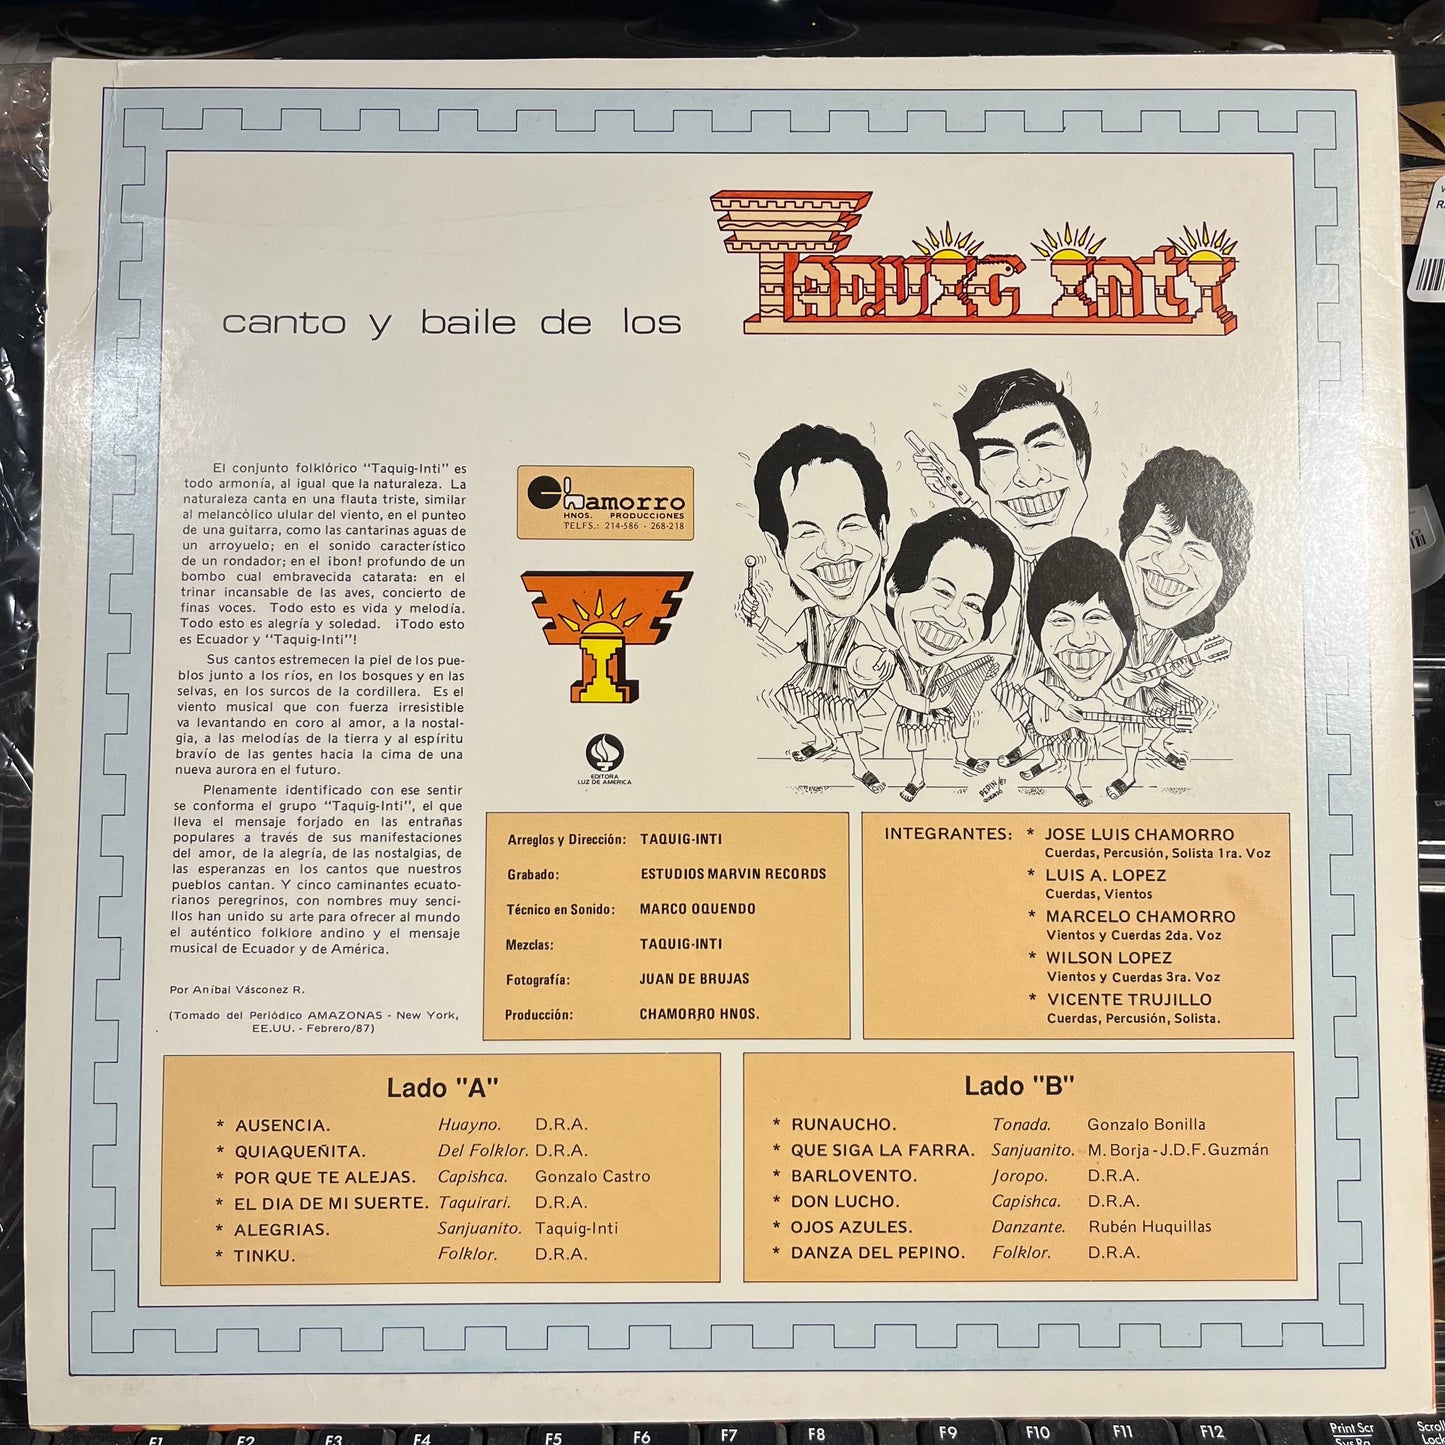 TAQUIG INTI
canto y baile de los
El conjunto folklórico "Taquig-Inti" es
todo armonía, al igual que la naturaleza. La
naturaleza canta en una flauta triste, similar
al melancólico ulular del viento, en el punteo
de una guitarra, como las cantarinas aguas de
un arroyuelo; en el sonido característico
de un rondador; en el ¡bon! profundo de un
bombo cual embravecida catarata: en el
trinar incansable de las aves, concierto de
finas voces. Todo esto es vida y melodía.
Todo esto es alegría y soledad. ¡Todo esto
es Ecuador y "Taquig-Inti"!
Sus cantos estremecen la piel de los pue-
blos junto a los ríos, en los bosques y en las
selvas, en los surcos de la cordillera. Es el
viento musical que con fuerza irresistible
va levantando en coro al amor, a la nostal-
gia, a las melodías de la tierra y al espíritu
bravío de las gentes hacia la cima de una
nueva aurora en el futuro.
Plenamente identificado con ese sentir
se conforma el grupo "Taquig-Inti", el que
lleva el mensaje forjado en las entrañas
populares a través de sus manifestaciones
del amor, de la alegría, de las nostalgias, de
las esperanzas en los cantos que nuestros
pueblos cantan. Y cinco caminantes ecuato-
rianos peregrinos, con nombres muy senci-
llos han unido su arte para ofrecer al mundo
el auténtico folklore andino y el mensaje
musical de Ecuador y de América.
Por Aníbal Vásconez R.
(Tomado del Periódico AMAZONAS - New York,
EE.UU. - Febrero/87)
Chamorro
HNOS. PRODUCCIONES
TELFS.: 214-586 - 268-218
EDITORA
LUZ DE AMERICA
PEPIN/87
Arreglos y Dirección: TAQUIG-INTI
Grabado: ESTUDIOS MARVIN RECORDS
Técnico en Sonido: MARCO OQUENDO
Mezclas: TAQUIG-INTI
Fotografía: JUAN DE BRUJAS
Producción: CHAMORRO HNOS.
INTEGRANTES: * JOSE LUIS CHAMORRO
Cuerdas, Percusión, Solista 1ra. Voz
* LUIS A. LOPEZ
Cuerdas, Vientos
* MARCELO CHAMORRO
Vientos y Cuerdas 2da. Voz
* WILSON LOPEZ
Vientos y Cuerdas 3ra. Voz
* VICENTE TRUJILLO
Cuerdas, Percusión, Solista.
Lado "A"
* AUSENCIA. Huayno. D.R.A.
* QUIAQUEÑITA. Del Folklor. D.R.A.
* POR QUE TE ALEJAS. Capishca. Gonzalo Castro
* EL DIA DE MI SUERTE. Taquirari. D.R.A.
* ALEGRIAS. Sanjuanito. Taquig-Inti
* TINKU. Folklor. D.R.A.
Lado "B"
* RUNAUCHO. Tonada. Gonzalo Bonilla
* QUE SIGA LA FARRA. Sanjuanito. M. Borja - J.D.F. Guzmán
* BARLOVENTO. Joropo. D.R.A.
* DON LUCHO. Capishca. D.R.A.
* OJOS AZULES. Danzante. Rubén Huquillas
* DANZA DEL PEPINO. Folklor. D.R.A.
F1 F2 F3 F4 F5 F6 F7 F8 F9 F10 F11 F12 Print Scr